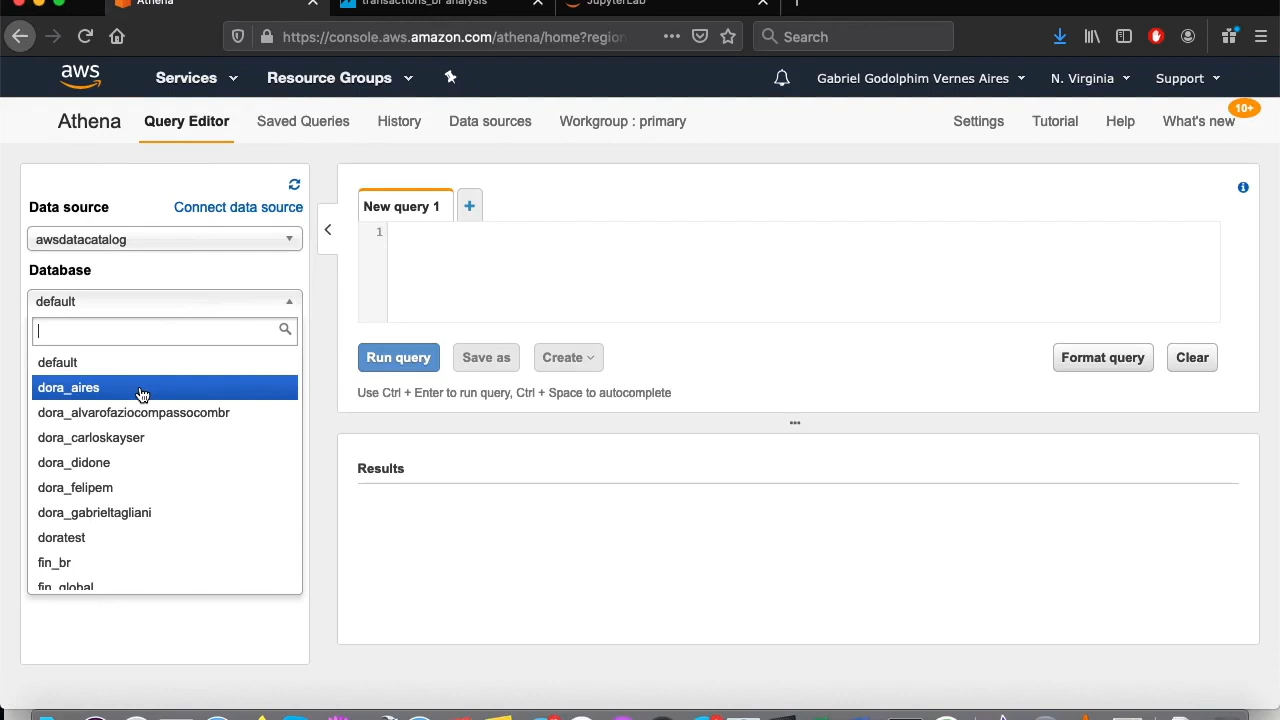 Athena
transactions_br analysis
JupyterLab
https://console.aws.amazon.com/athena/home?region
Search
aws
Services
Resource Groups
Gabriel Godolphim Vernes Aires
N. Virginia
Support
Athena
Query Editor
Saved Queries
History
Data sources
Workgroup : primary
Settings
Tutorial
Help
What's new
10+
Data source
Connect data source
awsdatacatalog
Database
default
default
dora_aires
dora_alvarofaziocompassocombr
dora_carloskayser
dora_didone
dora_felipem
dora_gabrieltagliani
doratest
fin_br
fin_global
New query 1
1
Run query
Save as
Create
Format query
Clear
Use Ctrl + Enter to run query, Ctrl + Space to autocomplete
Results